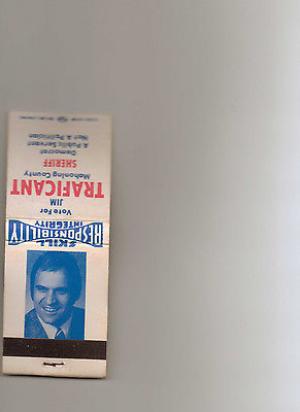 SKILL
RESPONSIBILITY
INTEGRITY
Vote For
JIM
TRAFICANT
Mahoning County
SHERIFF
Democrat
A Public Servant
Not A Politician